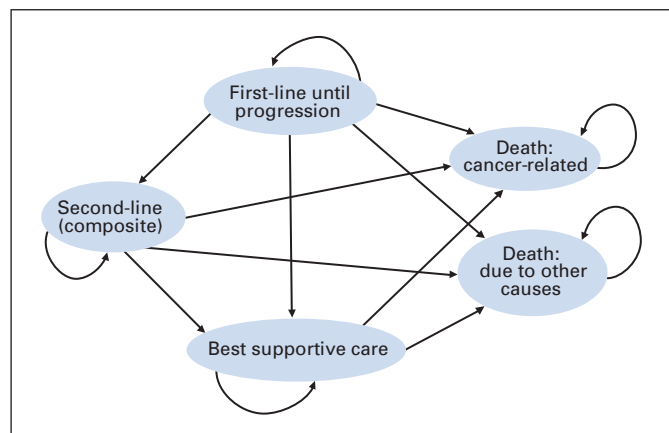 First-line until
progression
Death:
cancer-related
Second-line
(composite)
Death:
due to other
causes
Best supportive care